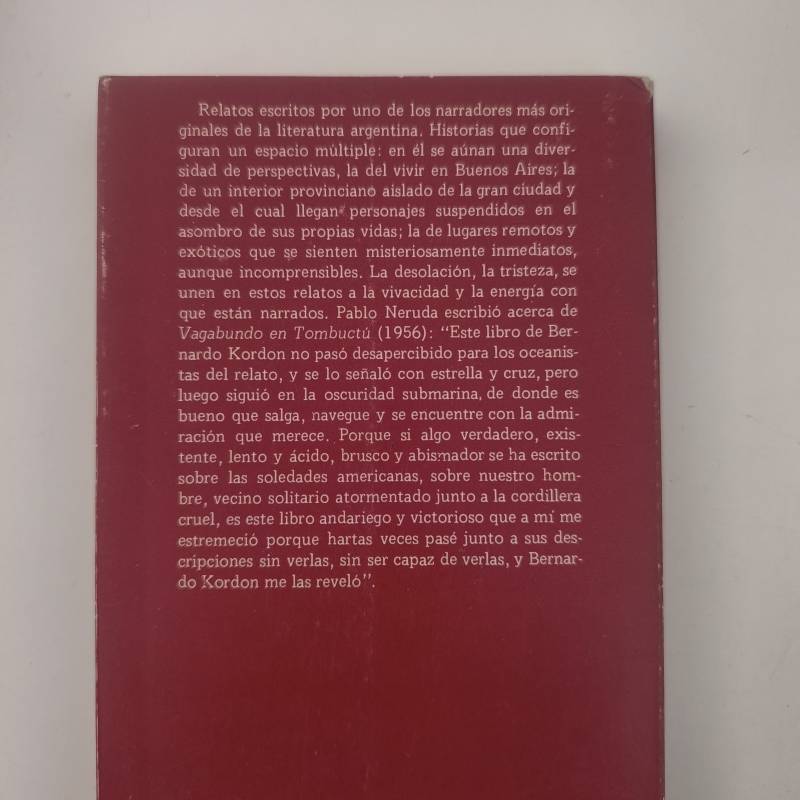 Relatos escritos por uno de los narradores más ori-
ginales de la literatura argentina. Historias que confi-
guran un espacio múltiple: en él se aúnan una diver-
sidad de perspectivas, la del vivir en Buenos Aires; la
de un interior provinciano aislado de la gran ciudad y
desde el cual llegan personajes suspendidos en el
asombro de sus propias vidas; la de lugares remotos y
exóticos que se sienten misteriosamente inmediatos,
aunque incomprensibles. La desolación, la tristeza, se
unen en estos relatos a la vivacidad y la energía con
que están narrados. Pablo Neruda escribió acerca de
Vagabundo en Tombuctú (1956): "Este libro de Ber-
nardo Kordon no pasó desapercibido para los oceanis-
tas del relato, y se lo señaló con estrella y cruz, pero
luego siguió en la oscuridad submarina, de donde es
bueno que salga, navegue y se encuentre con la admi-
ración que merece. Porque si algo verdadero, exis-
tente, lento y ácido, brusco y abismador se ha escrito
sobre las soledades americanas, sobre nuestro hom-
bre, vecino solitario atormentado junto a la cordillera
cruel, es este libro andariego y victorioso que a mí me
estremeció porque hartas veces pasé junto a sus des-
cripciones sin verlas, sin ser capaz de verlas, y Bernar-
do Kordon me las reveló".